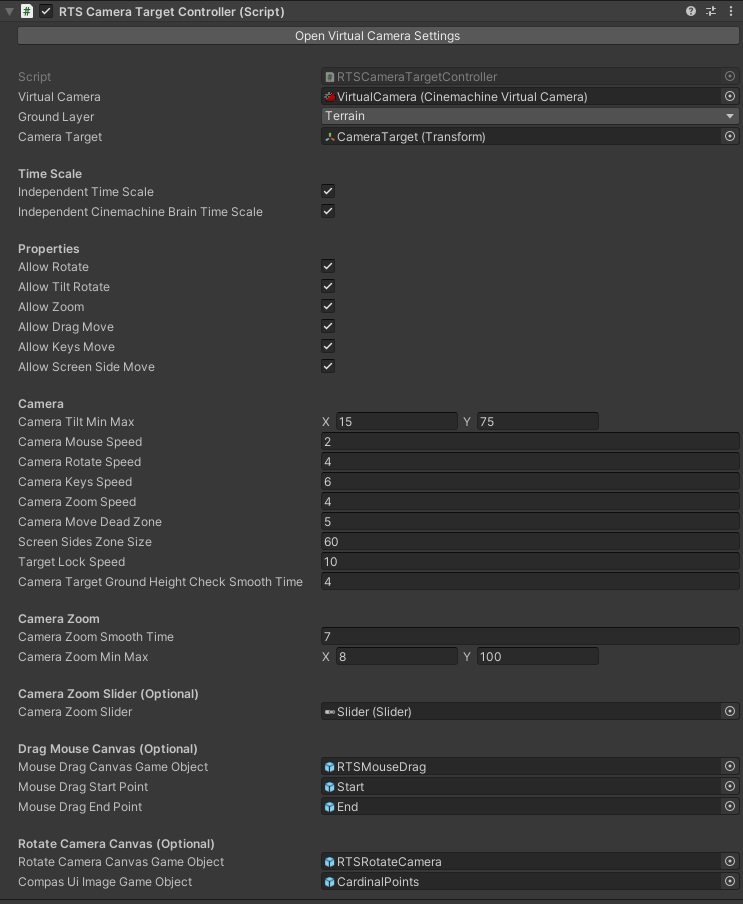 RTS Camera Target Controller (Script)
Open Virtual Camera Settings
Script RTSCameraTargetController
Virtual Camera VirtualCamera (Cinemachine Virtual Camera)
Ground Layer Terrain
Camera Target CameraTarget (Transform)
Time Scale
Independent Time Scale
Independent Cinemachine Brain Time Scale
Properties
Allow Rotate
Allow Tilt Rotate
Allow Zoom
Allow Drag Move
Allow Keys Move
Allow Screen Side Move
Camera
Camera Tilt Min Max X 15 Y 75
Camera Mouse Speed 2
Camera Rotate Speed 4
Camera Keys Speed 6
Camera Zoom Speed 4
Camera Move Dead Zone 5
Screen Sides Zone Size 60
Target Lock Speed 10
Camera Target Ground Height Check Smooth Time 4
Camera Zoom
Camera Zoom Smooth Time 7
Camera Zoom Min Max X 8 Y 100
Camera Zoom Slider (Optional)
Camera Zoom Slider Slider (Slider)
Drag Mouse Canvas (Optional)
Mouse Drag Canvas Game Object RTSMouseDrag
Mouse Drag Start Point Start
Mouse Drag End Point End
Rotate Camera Canvas (Optional)
Rotate Camera Canvas Game Object RTSRotateCamera
Compas Ui Image Game Object CardinalPoints